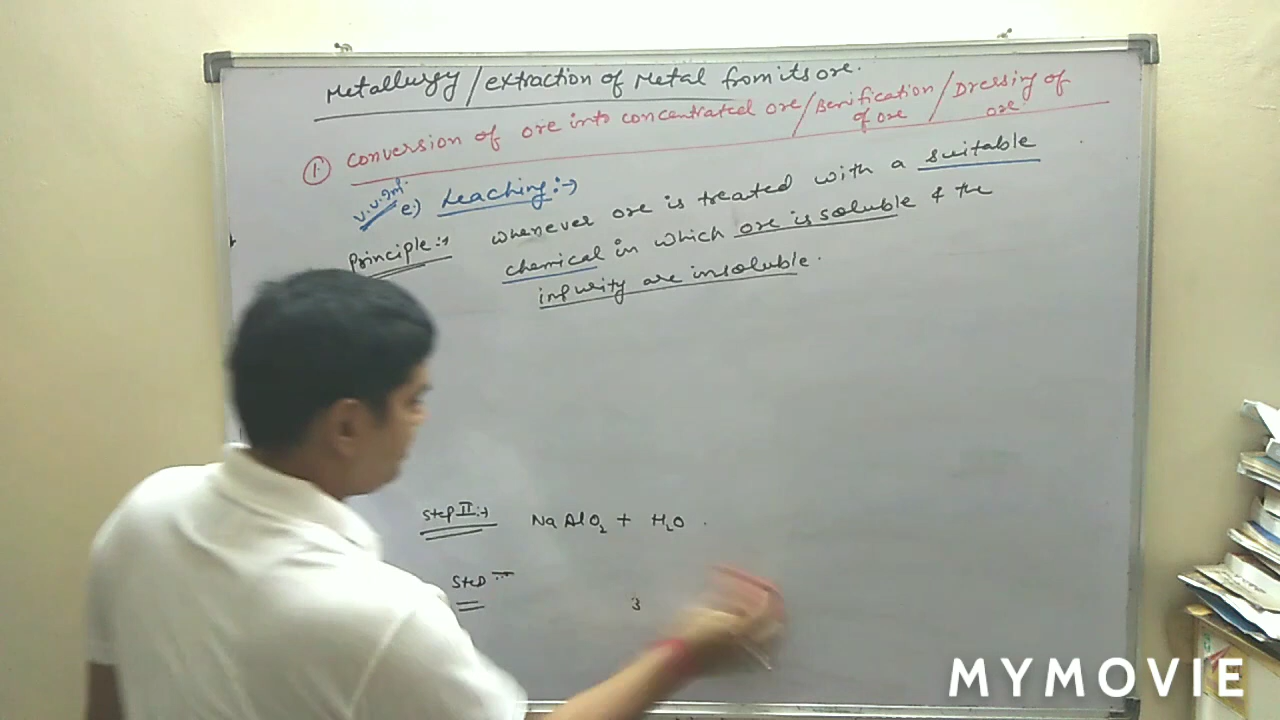 Metallurgy/extraction of Metal from its ore.
① Conversion of ore into concentrated ore/Benification of ore/Dressing of ore
V.V.Imp e) Leaching:→
Principle:→ whenever ore is treated with a suitable
chemical in which ore is soluble & the
impurity are insoluble.
Step II:→ NaAlO₂ + H₂O
Step
3
MYMOVIE